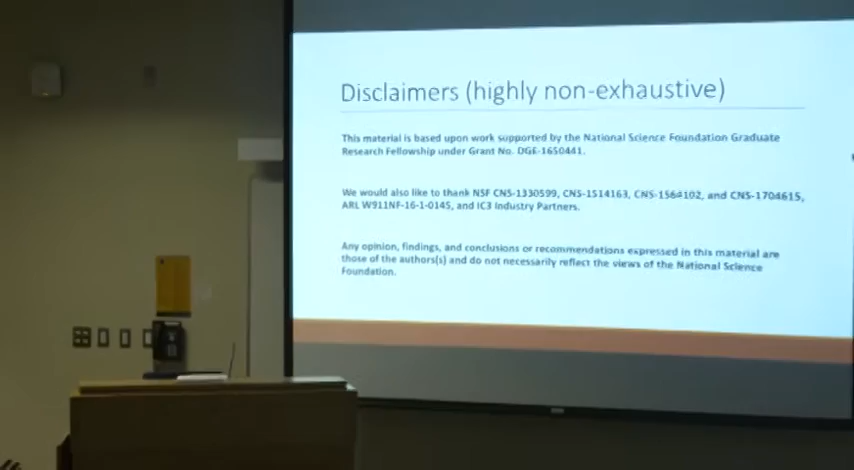 Disclaimers (highly non-exhaustive)
This material is based upon work supported by the National Science Foundation Graduate
Research Fellowship under Grant No. DGE-1650441.
We would also like to thank NSF CNS-1330599, CNS-1514163, CNS-1564102, and CNS-1704615,
ARL W911NF-16-1-0145, and IC3 Industry Partners.
Any opinion, findings, and conclusions or recommendations expressed in this material are
those of the authors(s) and do not necessarily reflect the views of the National Science
Foundation.